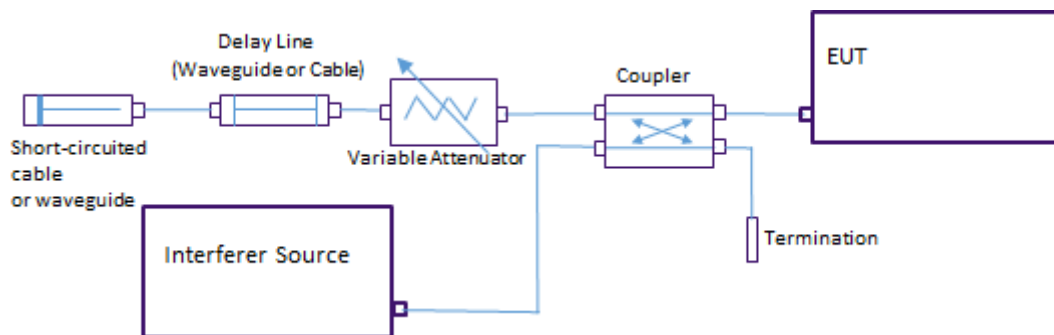 Delay Line
(Waveguide or Cable)
Coupler
EUT
Short-circuited
cable
or waveguide
Variable Attenuator
Interferer Source
Termination